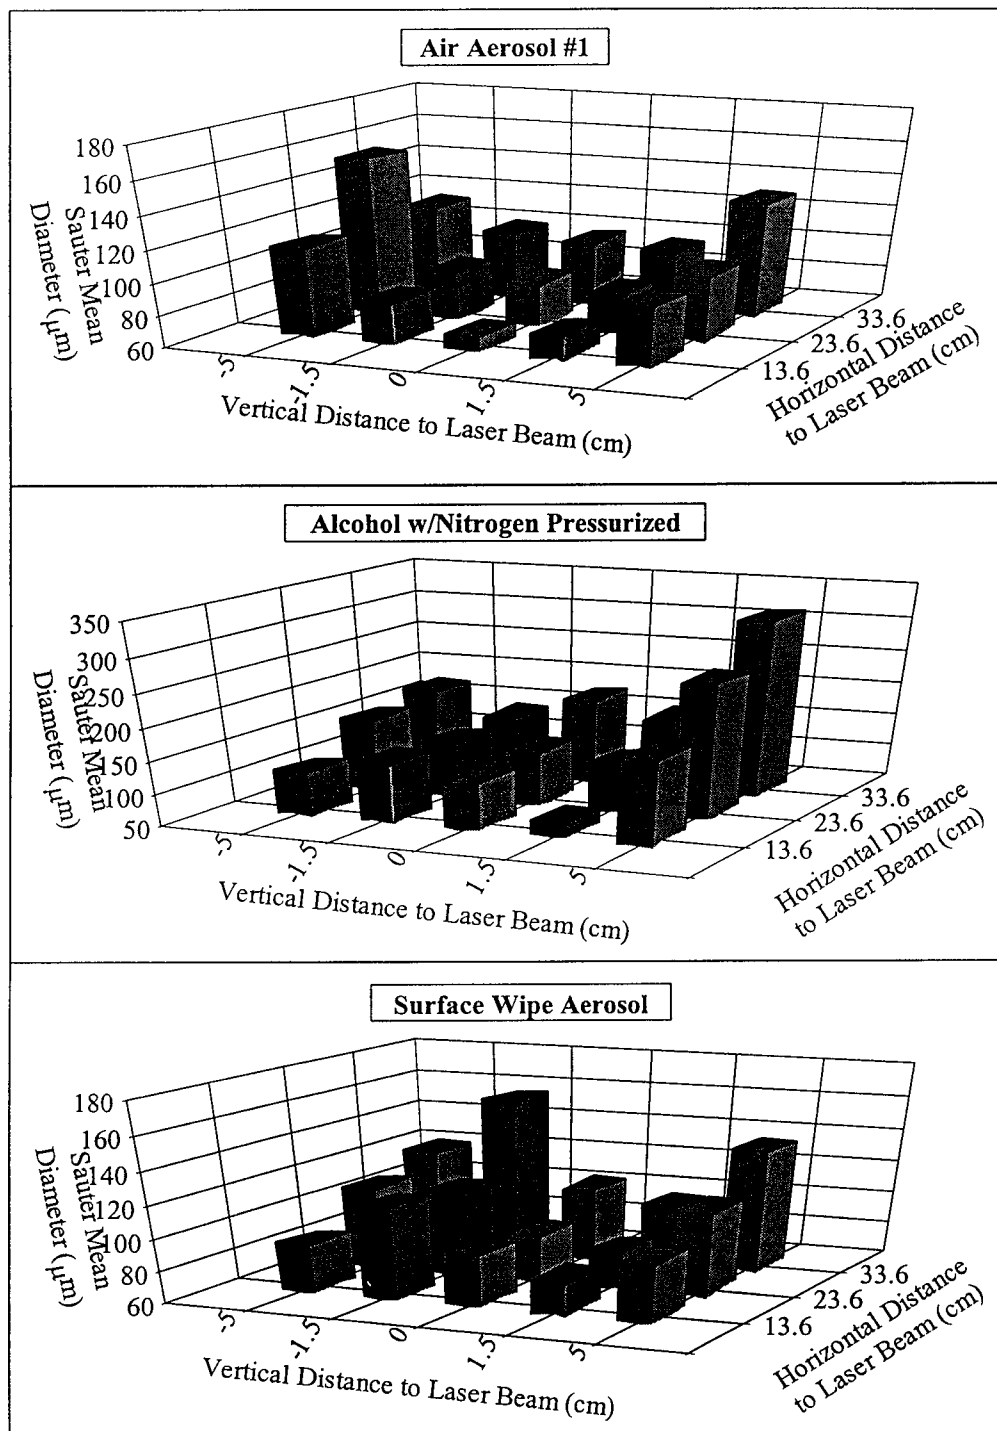 Air Aerosol #1
180
160
140
120
100
80
60
Sauter Mean
Diameter (μm)
-5
-1.5
0
1.5
5
Vertical Distance to Laser Beam (cm)
13.6
23.6
33.6
Horizontal Distance
to Laser Beam (cm)
Alcohol w/Nitrogen Pressurized
350
300
250
200
150
100
50
Sauter Mean
Diameter (μm)
-5
-1.5
0
1.5
5
Vertical Distance to Laser Beam (cm)
13.6
23.6
33.6
Horizontal Distance
to Laser Beam (cm)
Surface Wipe Aerosol
180
160
140
120
100
80
60
Sauter Mean
Diameter (μm)
-5
-1.5
0
1.5
5
Vertical Distance to Laser Beam (cm)
13.6
23.6
33.6
Horizontal Distance
to Laser Beam (cm)